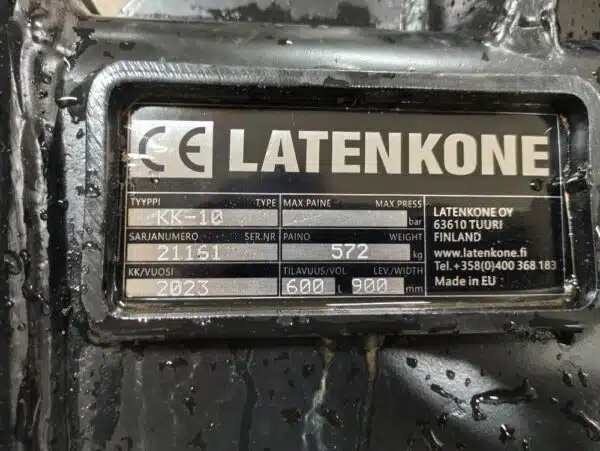 CE LATENKONE
TYYPPI TYPE
KK-10
MAX.PAINE MAX.PRESS
bar
SARJANUMERO SER.NR
21161
PAINO WEIGHT
572 kg
KK/VUOSI
2023
TILAVUUS/VOL LEV./WIDTH
600 L 900 mm
LATENKONE OY
63610 TUURI
FINLAND
www.latenkone.fi
Tel.+358(0)400 368 183
Made in EU